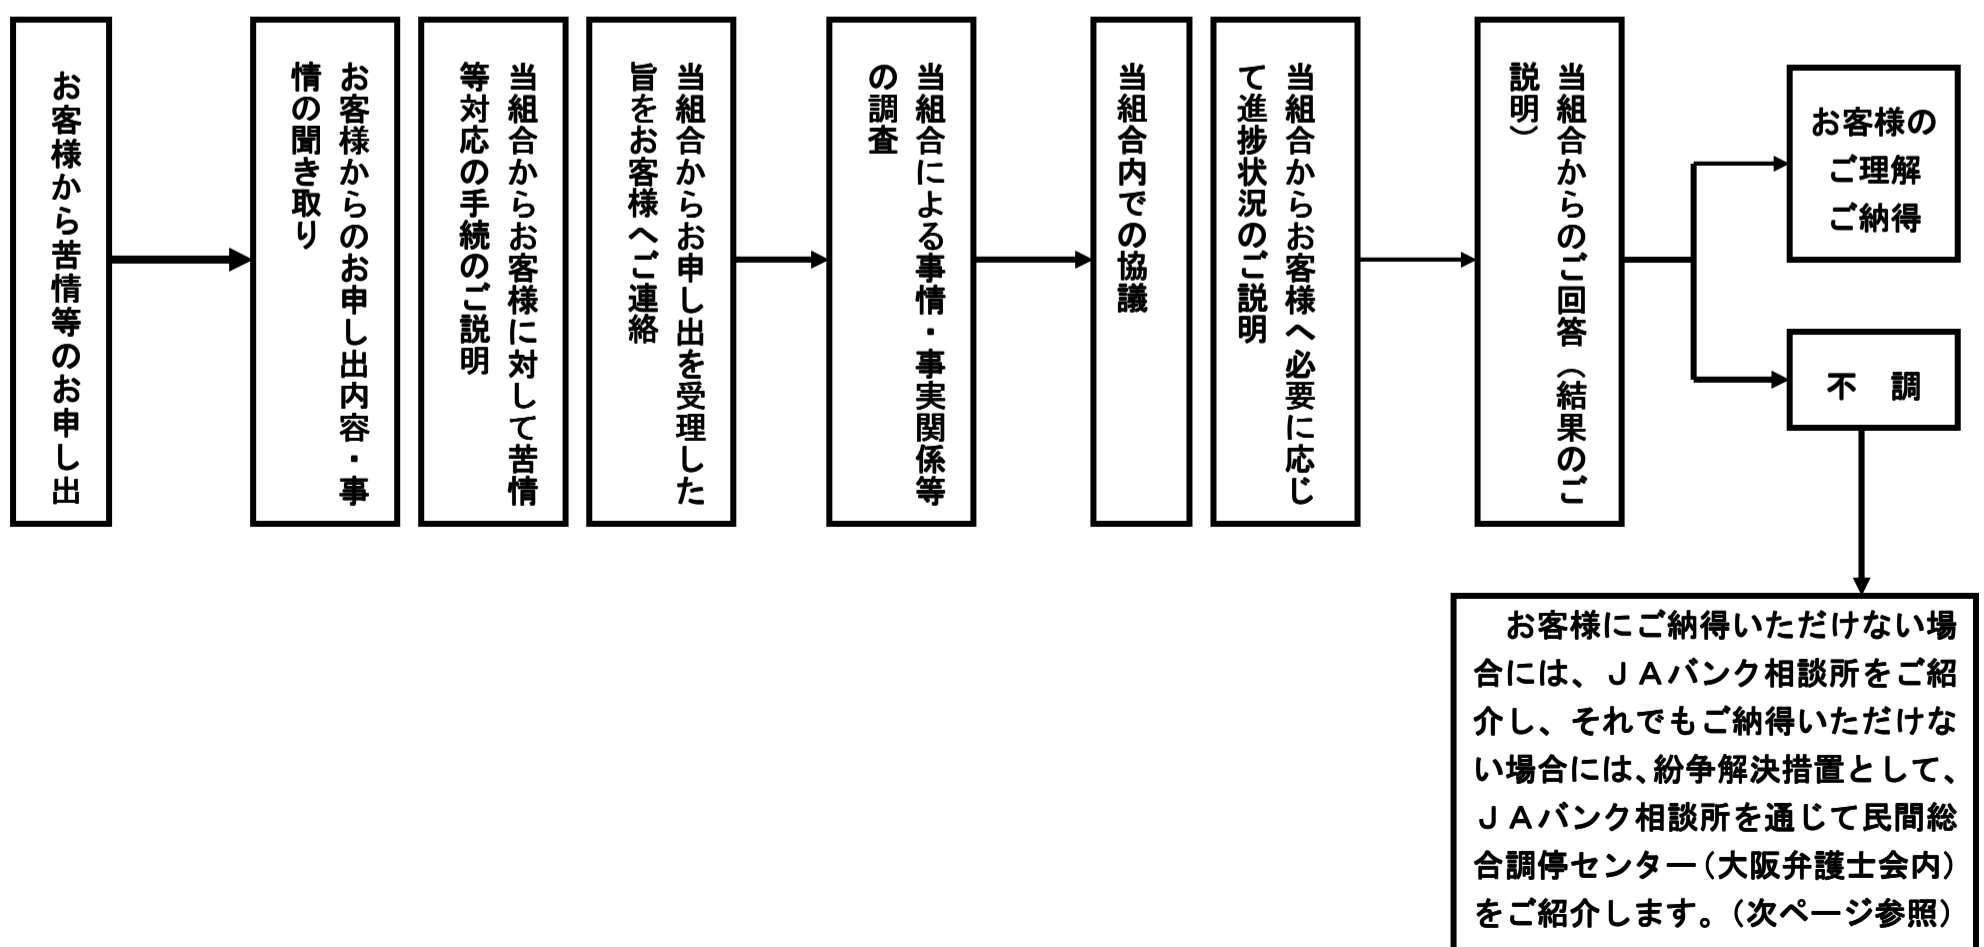 お客様から苦情等のお申し出
お客様からのお申し出内容・事
情の聞き取り
当組合からお客様に対して苦情
等対応の手続のご説明
当組合からお申し出を受理した
旨をお客様へご連絡
当組合による事情・事実関係等
の調査
当組合内での協議
当組合からお客様へ必要に応じ
て進捗状況のご説明
当組合からのご回答（結果のご
説明）
お客様の
ご理解
ご納得
不　調
　お客様にご納得いただけない場
合には、ＪＡバンク相談所をご紹
介し、それでもご納得いただけな
い場合には、紛争解決措置として、
ＪＡバンク相談所を通じて民間総
合調停センター（大阪弁護士会内）
をご紹介します。（次ページ参照）